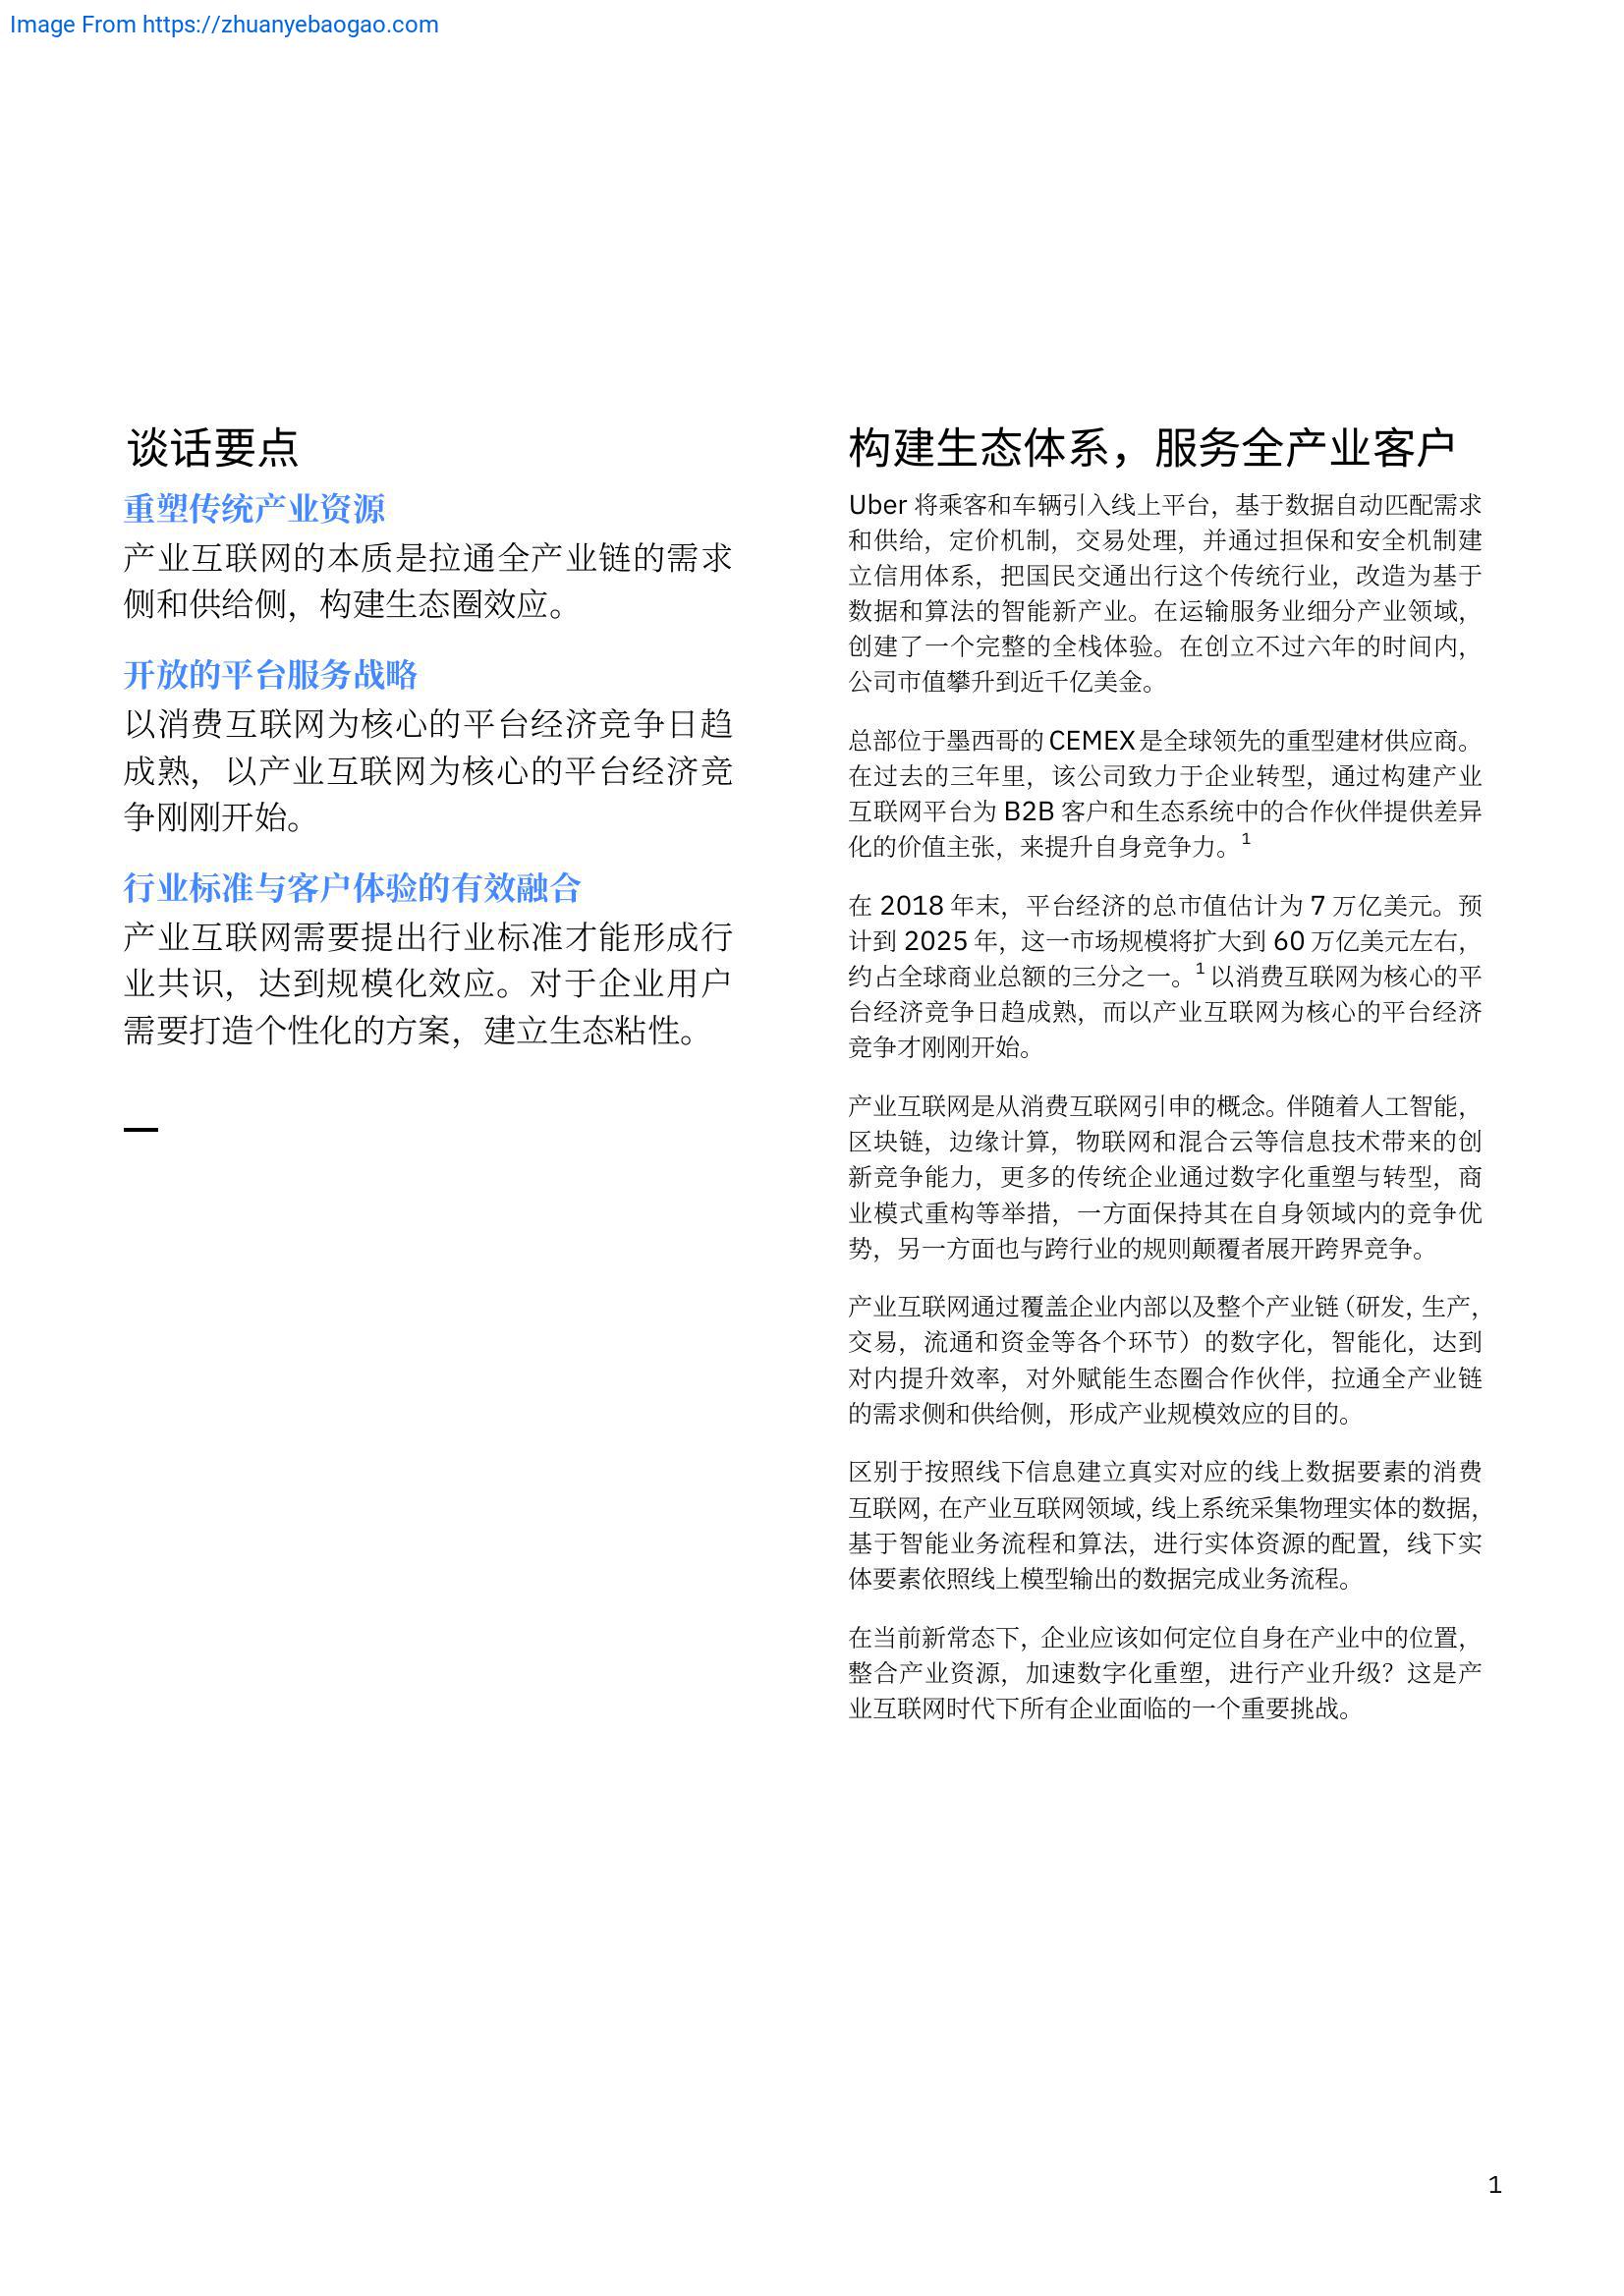 Image From https://zhuanyebaogao.com
谈话要点
重塑传统产业资源
产业互联网的本质是拉通全产业链的需求
侧和供给侧，构建生态圈效应。
开放的平台服务战略
以消费互联网为核心的平台经济竞争日趋
成熟，以产业互联网为核心的平台经济竞
争刚刚开始。
行业标准与客户体验的有效融合
产业互联网需要提出行业标准才能形成行
业共识，达到规模化效应。对于企业用户
需要打造个性化的方案，建立生态粘性。
构建生态体系，服务全产业客户
Uber 将乘客和车辆引入线上平台，基于数据自动匹配需求
和供给，定价机制，交易处理，并通过担保和安全机制建
立信用体系，把国民交通出行这个传统行业，改造为基于
数据和算法的智能新产业。在运输服务业细分产业领域，
创建了一个完整的全栈体验。在创立不过六年的时间内，
公司市值攀升到近千亿美金。
总部位于墨西哥的 CEMEX 是全球领先的重型建材供应商。
在过去的三年里，该公司致力于企业转型，通过构建产业
互联网平台为 B2B 客户和生态系统中的合作伙伴提供差异
化的价值主张，来提升自身竞争力。1
在 2018 年末，平台经济的总市值估计为 7 万亿美元。预
计到 2025 年，这一市场规模将扩大到 60 万亿美元左右，
约占全球商业总额的三分之一。1 以消费互联网为核心的平
台经济竞争日趋成熟，而以产业互联网为核心的平台经济
竞争才刚刚开始。
产业互联网是从消费互联网引申的概念。伴随着人工智能，
区块链，边缘计算，物联网和混合云等信息技术带来的创
新竞争能力，更多的传统企业通过数字化重塑与转型，商
业模式重构等举措，一方面保持其在自身领域内的竞争优
势，另一方面也与跨行业的规则颠覆者展开跨界竞争。
产业互联网通过覆盖企业内部以及整个产业链（研发，生产，
交易，流通和资金等各个环节）的数字化，智能化，达到
对内提升效率，对外赋能生态圈合作伙伴，拉通全产业链
的需求侧和供给侧，形成产业规模效应的目的。
区别于按照线下信息建立真实对应的线上数据要素的消费
互联网，在产业互联网领域，线上系统采集物理实体的数据，
基于智能业务流程和算法，进行实体资源的配置，线下实
体要素依照线上模型输出的数据完成业务流程。
在当前新常态下，企业应该如何定位自身在产业中的位置，
整合产业资源，加速数字化重塑，进行产业升级？这是产
业互联网时代下所有企业面临的一个重要挑战。
1